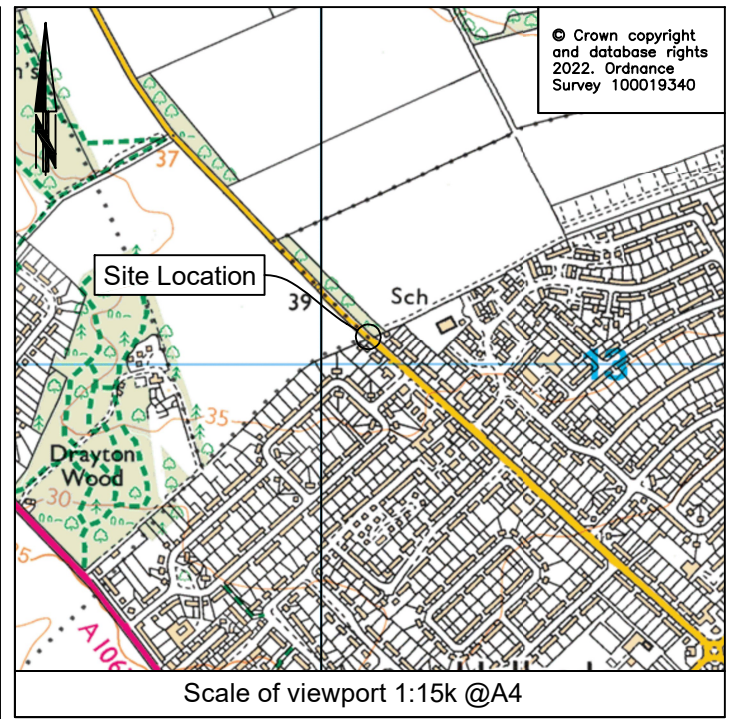 © Crown copyright
and database rights
2022. Ordnance
Survey 100019340
N
37
Site Location
39
Sch
13
35
Drayton
Wood
30
Scale of viewport 1:15k @A4